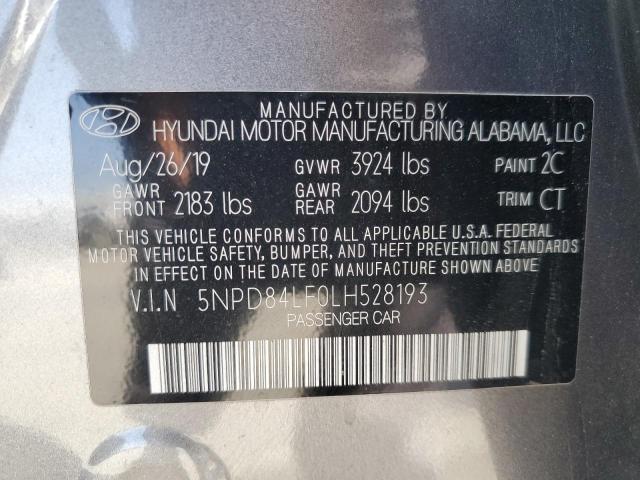 MANUFACTURED BY
HYUNDAI MOTOR MANUFACTURING ALABAMA, LLC
Aug/26/19 GVWR 3924 lbs PAINT 2C
GAWR FRONT 2183 lbs GAWR REAR 2094 lbs TRIM CT
THIS VEHICLE CONFORMS TO ALL APPLICABLE U.S.A. FEDERAL
MOTOR VEHICLE SAFETY, BUMPER, AND THEFT PREVENTION STANDARDS
IN EFFECT ON THE DATE OF MANUFACTURE SHOWN ABOVE.
V.I.N 5NPD84LF0LH528193
PASSENGER CAR